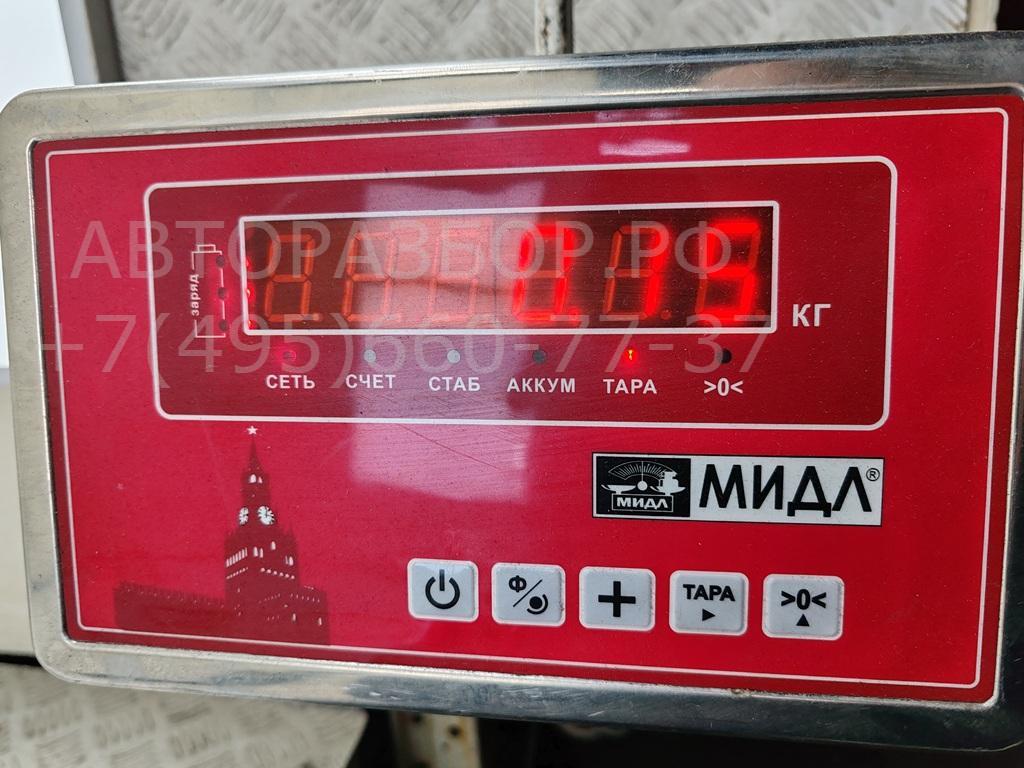 АВТОРАЗБОР РФ
+7(495)660-77-37
заряд
0.15
КГ
СЕТЬ СЧЕТ СТАБ АККУМ ТАРА >0<
МИДЛ МИДЛ®
Ф ТАРА >0<